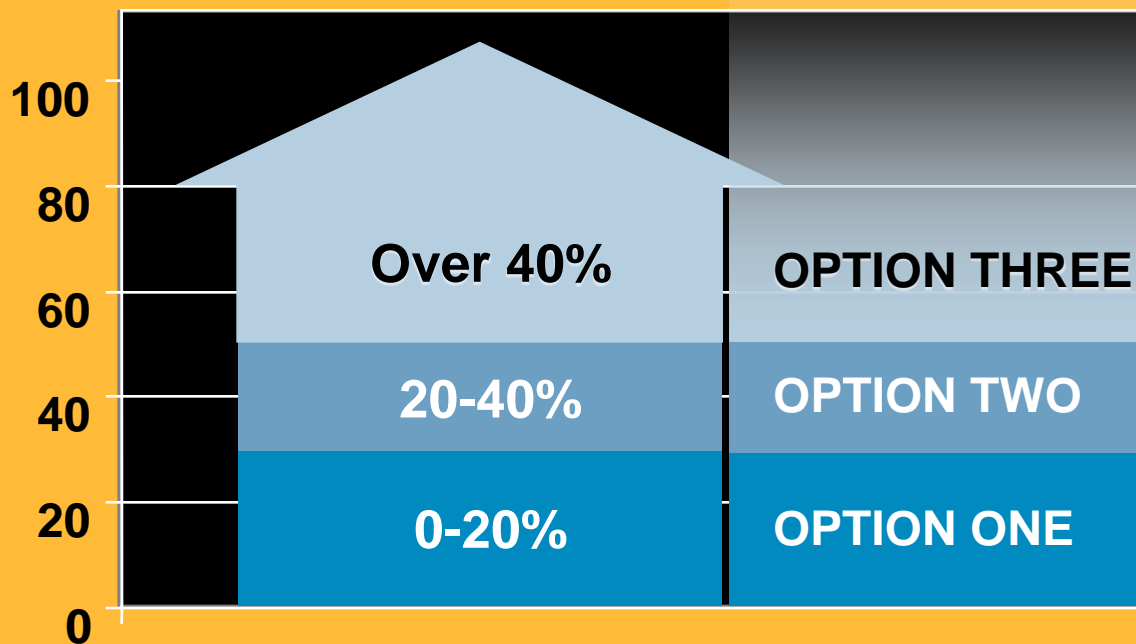 100
80
60
40
20
0
Over 40%
20-40%
0-20%
OPTION THREE
OPTION TWO
OPTION ONE